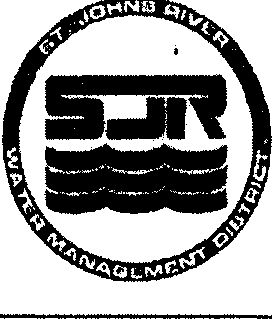 ST. JOHNS RIVER
SJR
WATER MANAGEMENT DISTRICT